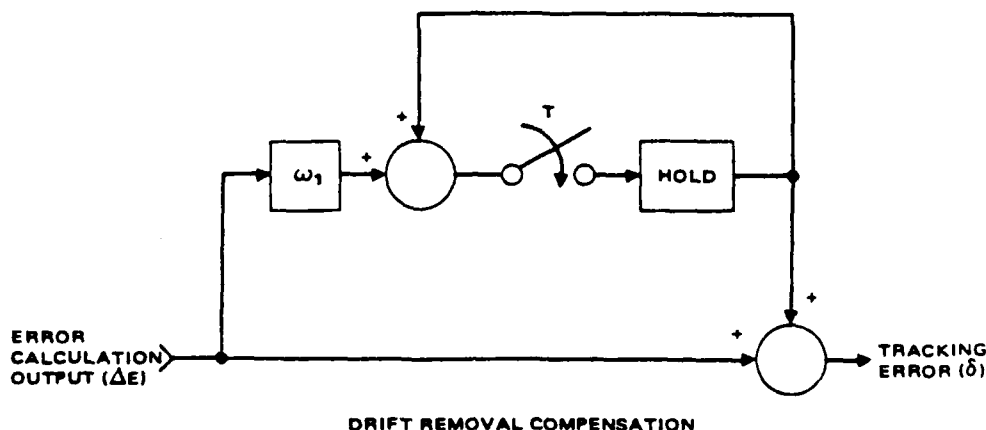 +
T
+
ω1
HOLD
+
+
ERROR
CALCULATION
OUTPUT (ΔE)
TRACKING
ERROR (δ)
DRIFT REMOVAL COMPENSATION